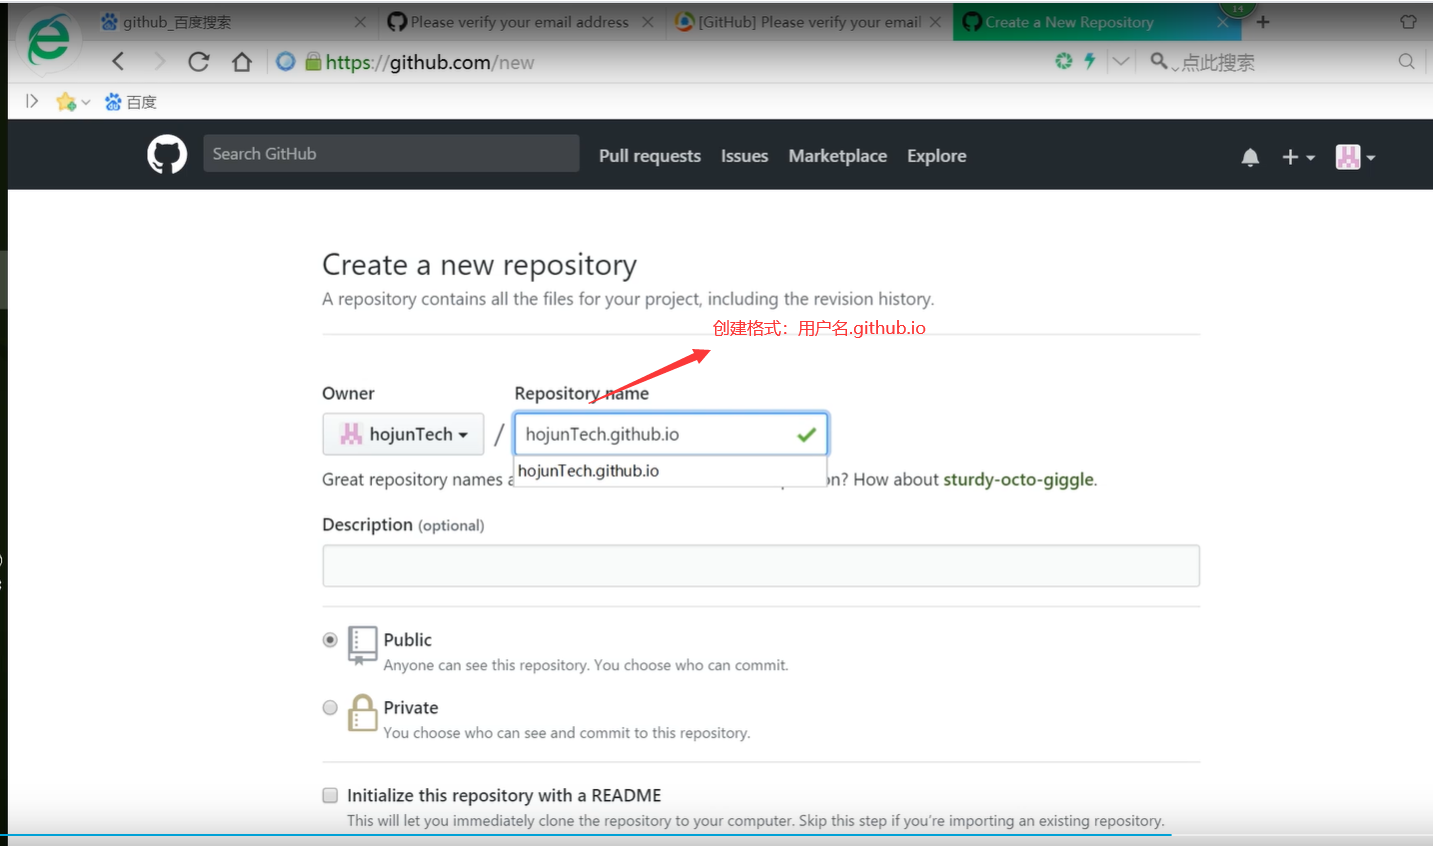 github_百度搜索
Please verify your email address
[GitHub] Please verify your email
Create a New Repository
14
https://github.com/new
点此搜索
百度
Search GitHub
Pull requests Issues Marketplace Explore
Create a new repository
A repository contains all the files for your project, including the revision history.
创建格式：用户名.github.io
Owner
Repository name
hojunTech / hojunTech.github.io
hojunTech.github.io
Great repository names ? How about sturdy-octo-giggle.
Description (optional)
Public
Anyone can see this repository. You choose who can commit.
Private
You choose who can see and commit to this repository.
Initialize this repository with a README
This will let you immediately clone the repository to your computer. Skip this step if you're importing an existing repository.